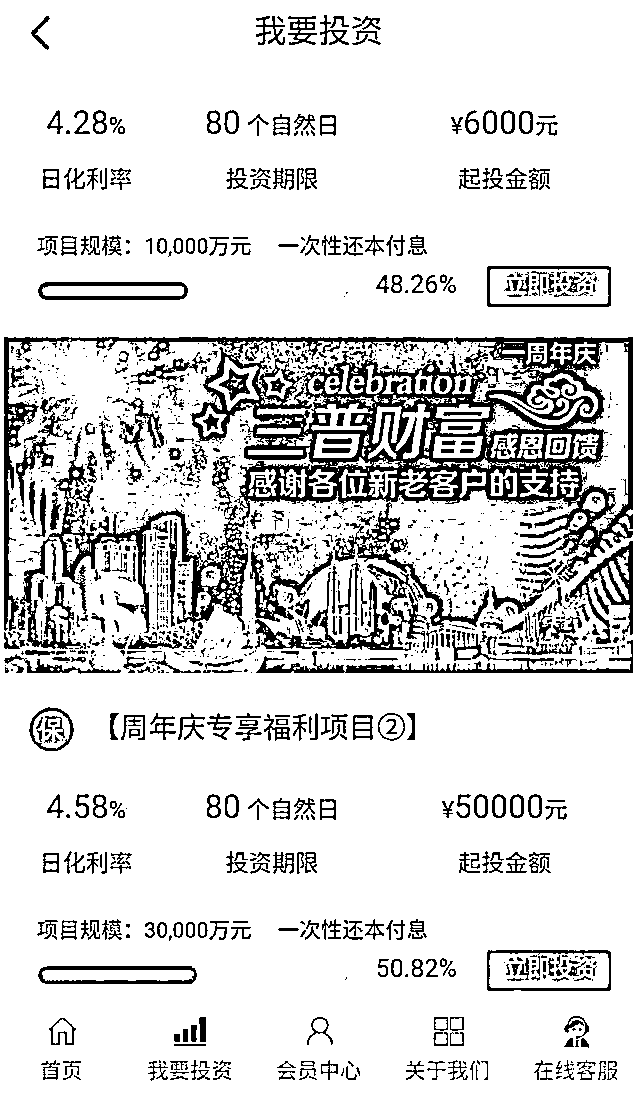 我要投资
4.28% 80个自然日 ¥6000元
日化利率 投资期限 起投金额
项目规模：10,000万元 一次性还本付息
48.26% 立即投资
一周年庆
celebration
三普财富 感恩回馈
感谢各位新老客户的支持
保 【周年庆专享福利项目②】
4.58% 80个自然日 ¥50000元
日化利率 投资期限 起投金额
项目规模：30,000万元 一次性还本付息
50.82% 立即投资
首页 我要投资 会员中心 关于我们 在线客服